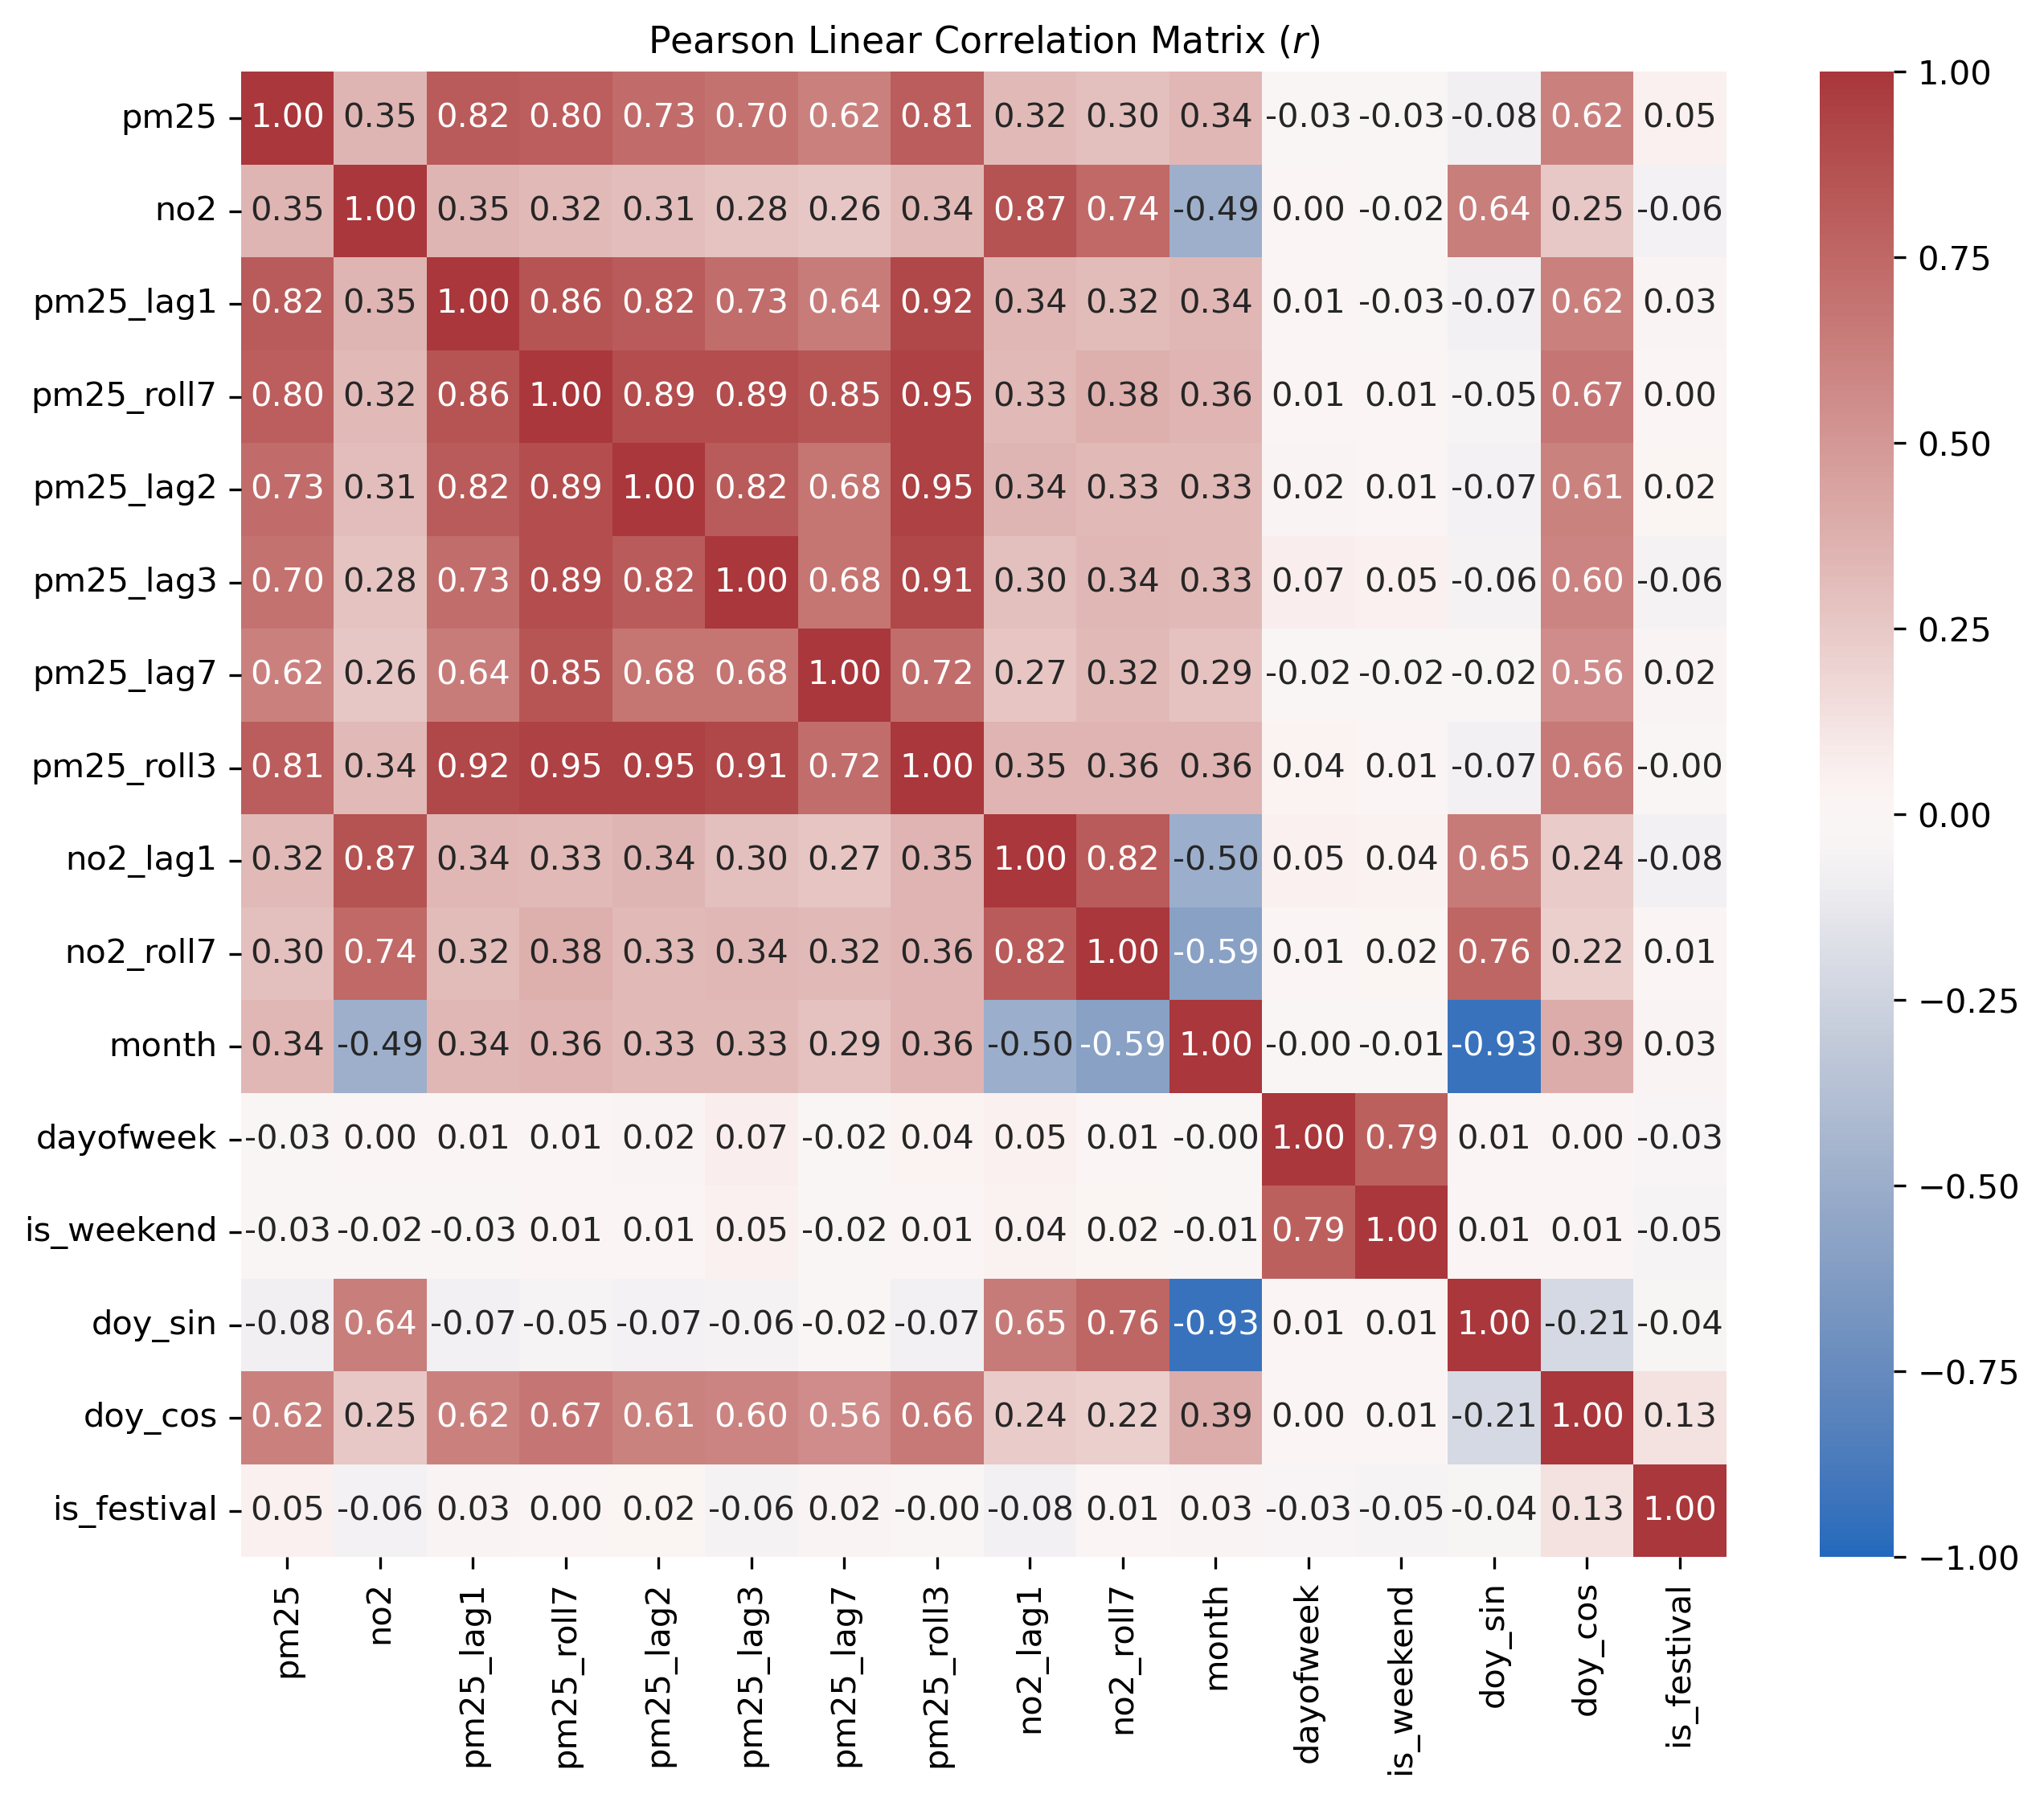 Pearson Linear Correlation Matrix (r)
pm25 1.00 0.35 0.82 0.80 0.73 0.70 0.62 0.81 0.32 0.30 0.34 -0.03 -0.03 -0.08 0.62 0.05
no2 0.35 1.00 0.35 0.32 0.31 0.28 0.26 0.34 0.87 0.74 -0.49 0.00 -0.02 0.64 0.25 -0.06
pm25_lag1 0.82 0.35 1.00 0.86 0.82 0.73 0.64 0.92 0.34 0.32 0.34 0.01 -0.03 -0.07 0.62 0.03
pm25_roll7 0.80 0.32 0.86 1.00 0.89 0.89 0.85 0.95 0.33 0.38 0.36 0.01 0.01 -0.05 0.67 0.00
pm25_lag2 0.73 0.31 0.82 0.89 1.00 0.82 0.68 0.95 0.34 0.33 0.33 0.02 0.01 -0.07 0.61 0.02
pm25_lag3 0.70 0.28 0.73 0.89 0.82 1.00 0.68 0.91 0.30 0.34 0.33 0.07 0.05 -0.06 0.60 -0.06
pm25_lag7 0.62 0.26 0.64 0.85 0.68 0.68 1.00 0.72 0.27 0.32 0.29 -0.02 -0.02 -0.02 0.56 0.02
pm25_roll3 0.81 0.34 0.92 0.95 0.95 0.91 0.72 1.00 0.35 0.36 0.36 0.04 0.01 -0.07 0.66 -0.00
no2_lag1 0.32 0.87 0.34 0.33 0.34 0.30 0.27 0.35 1.00 0.82 -0.50 0.05 0.04 0.65 0.24 -0.08
no2_roll7 0.30 0.74 0.32 0.38 0.33 0.34 0.32 0.36 0.82 1.00 -0.59 0.01 0.02 0.76 0.22 0.01
month 0.34 -0.49 0.34 0.36 0.33 0.33 0.29 0.36 -0.50 -0.59 1.00 -0.00 -0.01 -0.93 0.39 0.03
dayofweek -0.03 0.00 0.01 0.01 0.02 0.07 -0.02 0.04 0.05 0.01 -0.00 1.00 0.79 0.01 0.00 -0.03
is_weekend -0.03 -0.02 -0.03 0.01 0.01 0.05 -0.02 0.01 0.04 0.02 -0.01 0.79 1.00 0.01 0.01 -0.05
doy_sin -0.08 0.64 -0.07 -0.05 -0.07 -0.06 -0.02 -0.07 0.65 0.76 -0.93 0.01 0.01 1.00 -0.21 -0.04
doy_cos 0.62 0.25 0.62 0.67 0.61 0.60 0.56 0.66 0.24 0.22 0.39 0.00 0.01 -0.21 1.00 0.13
is_festival 0.05 -0.06 0.03 0.00 0.02 -0.06 0.02 -0.00 -0.08 0.01 0.03 -0.03 -0.05 -0.04 0.13 1.00
pm25 no2 pm25_lag1 pm25_roll7 pm25_lag2 pm25_lag3 pm25_lag7 pm25_roll3 no2_lag1 no2_roll7 month dayofweek is_weekend doy_sin doy_cos is_festival
1.00
0.75
0.50
0.25
0.00
−0.25
−0.50
−0.75
−1.00